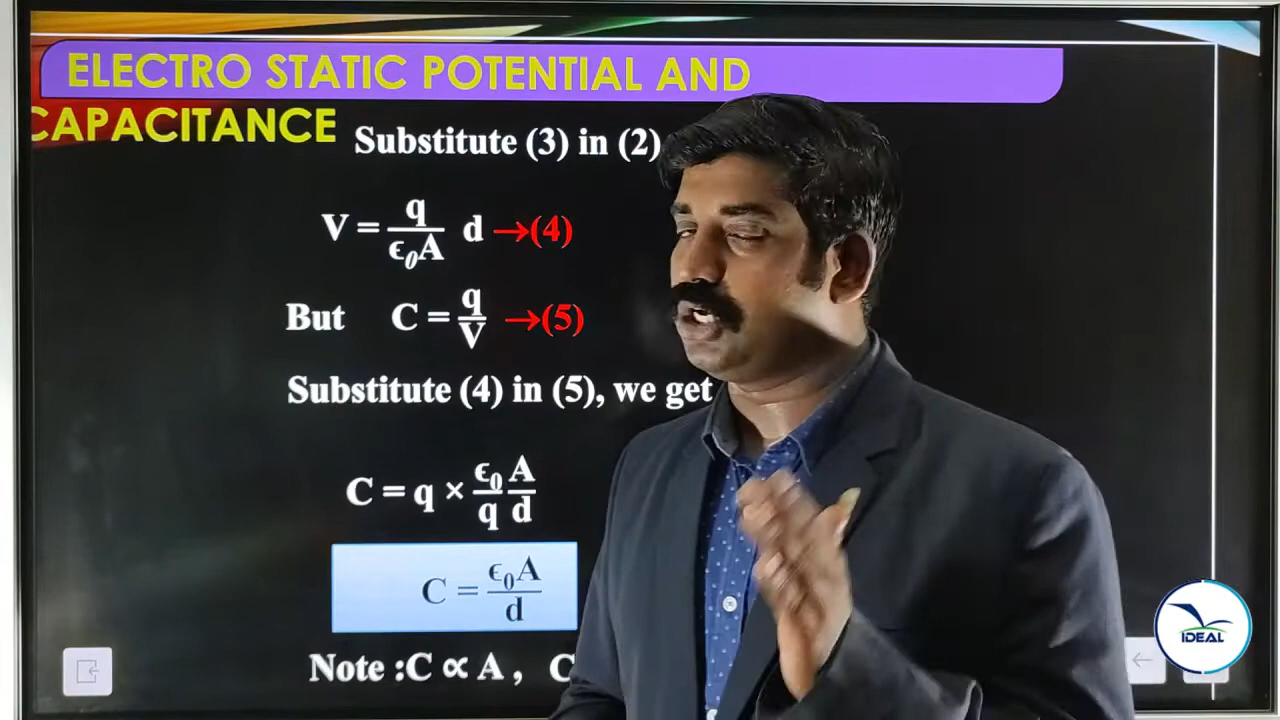 ELECTRO STATIC POTENTIAL AND
CAPACITANCE
Substitute (3) in (2)
V = q/ϵ₀A d →(4)
But C = q/V →(5)
Substitute (4) in (5), we get
C = q × ϵ₀/q A/d
C = ϵ₀A/d
Note :C ∝ A , C
IDEAL